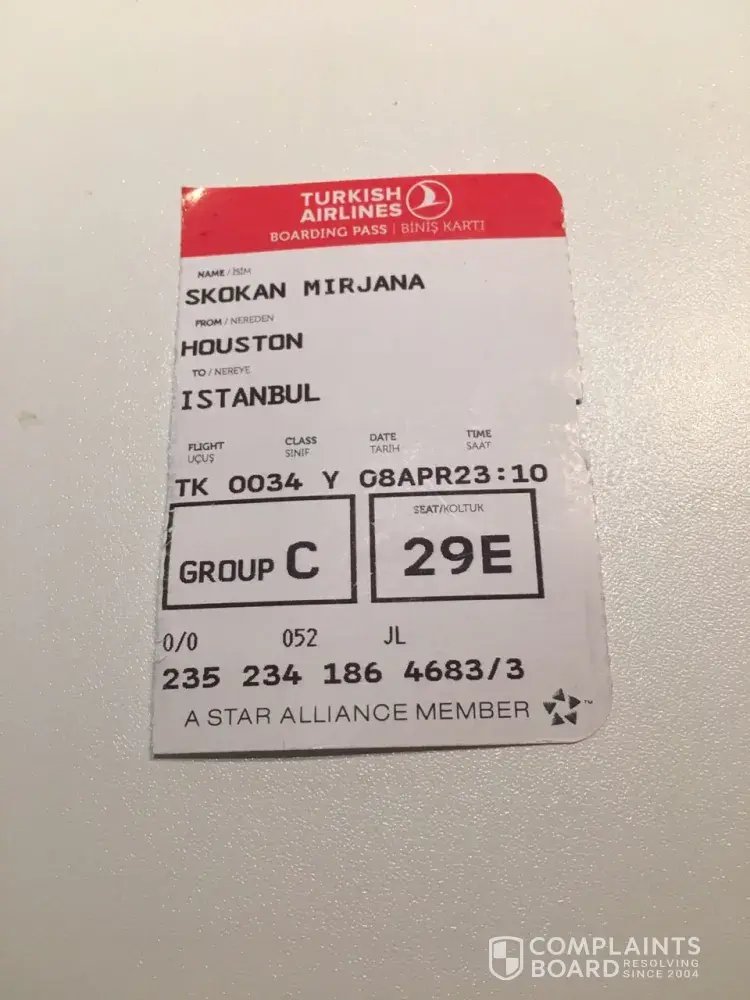 TURKISH
AIRLINES
BOARDING PASS | BİNİŞ KARTI
NAME / İSİM
SKOKAN MIRJANA
FROM / NEREDEN
HOUSTON
TO / NEREYE
ISTANBUL
FLIGHT CLASS DATE TIME
UÇUŞ SINIF TARİH SAAT
TK 0034 Y 08APR23:10
SEAT/KOLTUK
GROUP C 29E
0/0 052 JL
235 234 186 4683/3
A STAR ALLIANCE MEMBER ™
COMPLAINTS
BOARD RESOLVING SINCE 2004